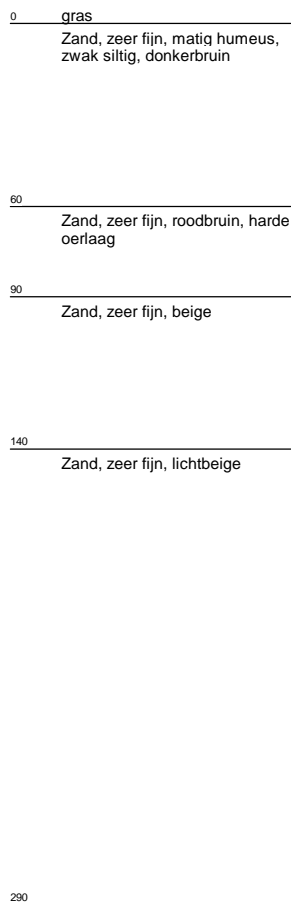 0 gras
Zand, zeer fijn, matig humeus,
zwak siltig, donkerbruin
60
Zand, zeer fijn, roodbruin, harde
oerlaag
90
Zand, zeer fijn, beige
140
Zand, zeer fijn, lichtbeige
290